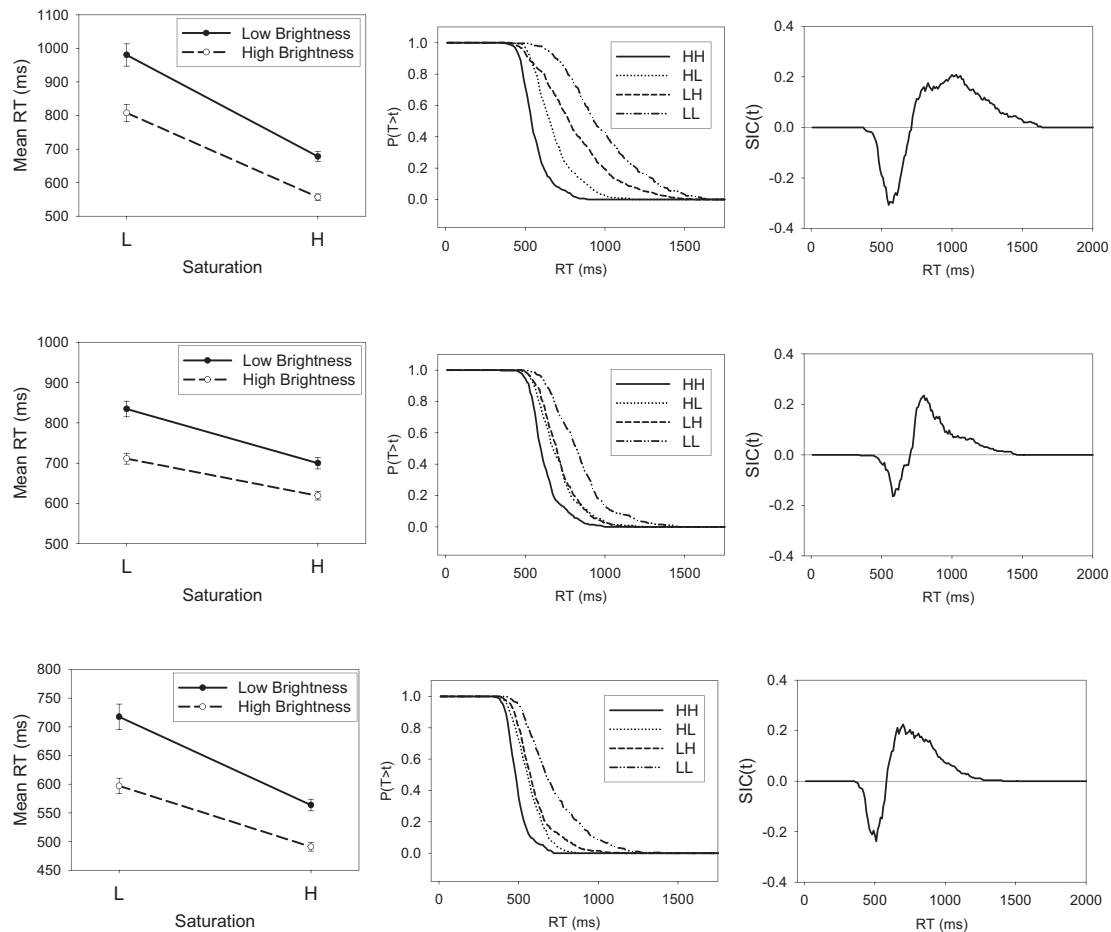 Mean RT (ms)
1100
1000
900
800
700
600
500
L
H
Saturation
Low Brightness
High Brightness
P(T>t)
1.0
0.8
0.6
0.4
0.2
0.0
0
500
1000
1500
RT (ms)
HH
HL
LH
LL
SIC(t)
0.4
0.2
0.0
-0.2
-0.4
0
500
1000
1500
2000
RT (ms)
Mean RT (ms)
1000
900
800
700
600
500
L
H
Saturation
Low Brightness
High Brightness
P(T>t)
1.0
0.8
0.6
0.4
0.2
0.0
0
500
1000
1500
RT (ms)
HH
HL
LH
LL
SIC(t)
0.4
0.2
0.0
-0.2
-0.4
0
500
1000
1500
2000
RT (ms)
Mean RT (ms)
800
750
700
650
600
550
500
450
L
H
Saturation
Low Brightness
High Brightness
P(T>t)
1.0
0.8
0.6
0.4
0.2
0.0
0
500
1000
1500
RT (ms)
HH
HL
LH
LL
SIC(t)
0.4
0.2
0.0
-0.2
-0.4
0
500
1000
1500
2000
RT (ms)